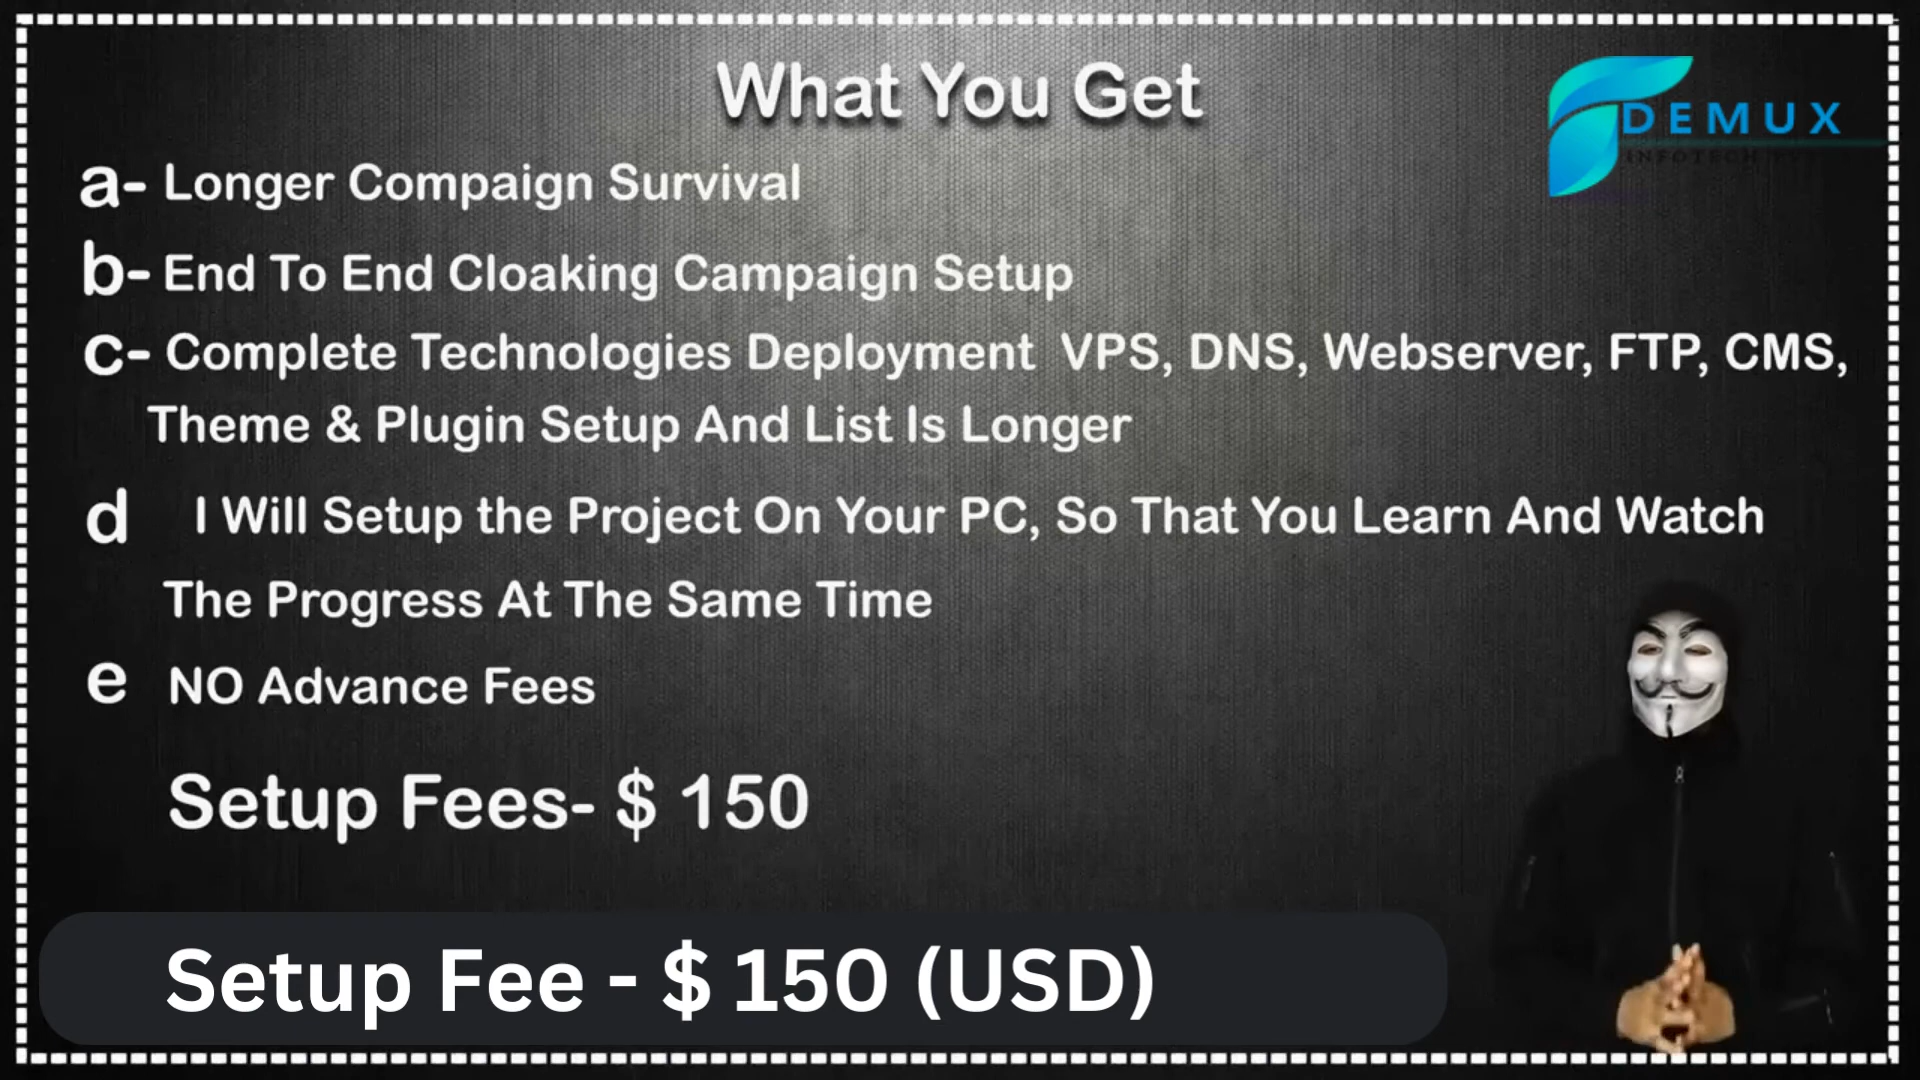 What You Get
DEMUX
INFOTECH
a- Longer Compaign Survival
b- End To End Cloaking Campaign Setup
c- Complete Technologies Deployment VPS, DNS, Webserver, FTP, CMS,
Theme & Plugin Setup And List Is Longer
d I Will Setup the Project On Your PC, So That You Learn And Watch
The Progress At The Same Time
e NO Advance Fees
Setup Fees- $ 150
Setup Fee - $ 150 (USD)